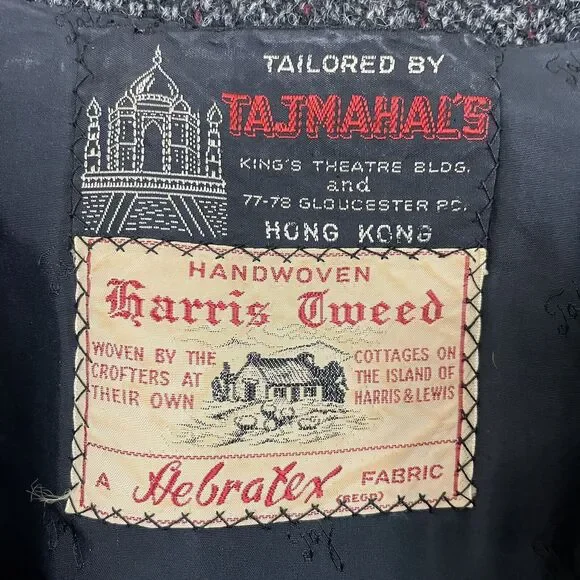 TAILORED BY
TAJMAHAL'S
KING'S THEATRE BLDG.
and
77-78 GLOUCESTER RD.
HONG KONG
HANDWOVEN
Harris Tweed
WOVEN BY THE
CROFTERS AT
THEIR OWN
COTTAGES ON
THE ISLAND OF
HARRIS & LEWIS
A Hebratex FABRIC
(REGD)